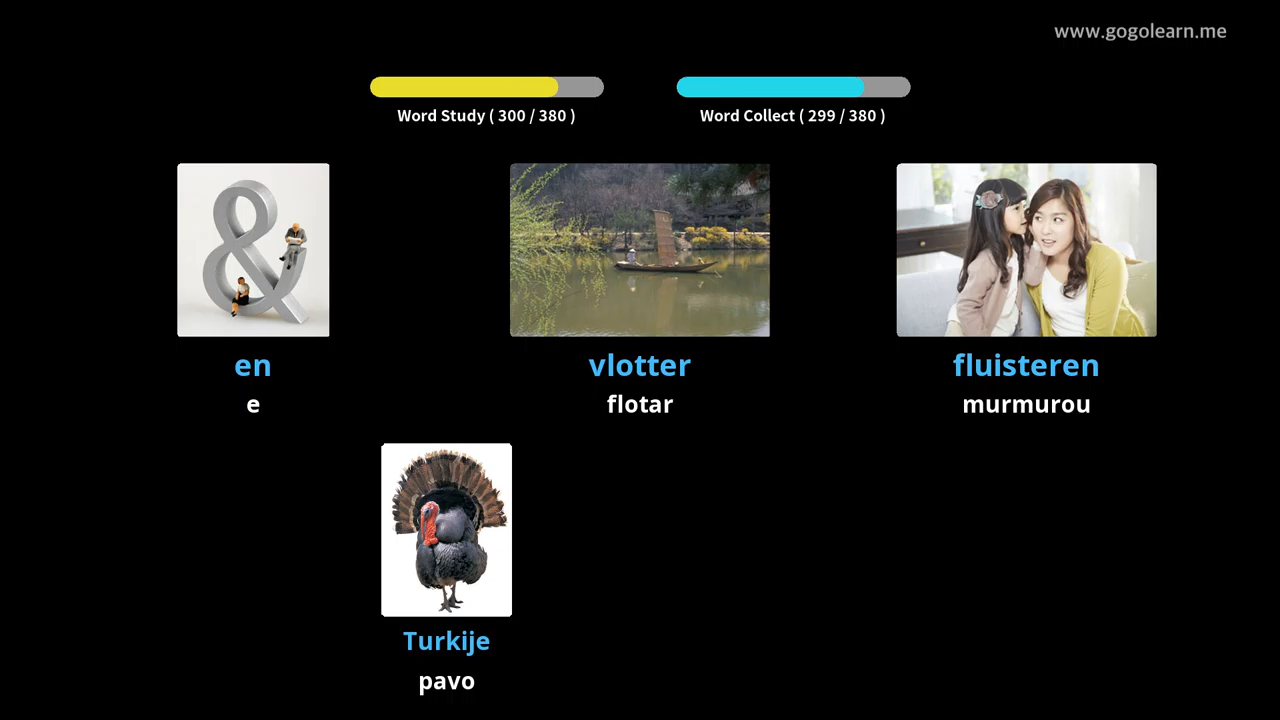 www.gogolearn.me
Word Study ( 300 / 380 )
Word Collect ( 299 / 380 )
en
vlotter
fluisteren
e
flotar
murmurou
Turkije
pavo